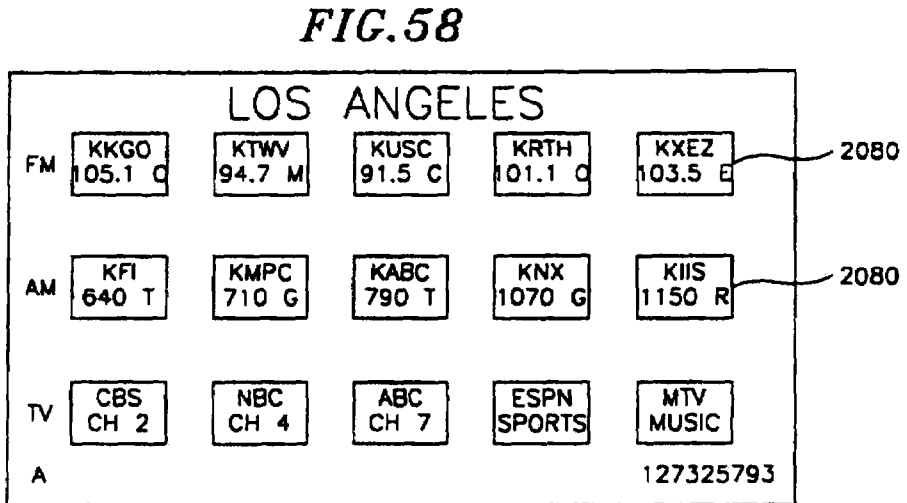 FIG.58
LOS ANGELES
FM
KKGO
105.1 C
KTWV
94.7 M
KUSC
91.5 C
KRTH
101.1 O
KXEZ
103.5 E
2080
AM
KFI
640 T
KMPC
710 G
KABC
790 T
KNX
1070 G
KIIS
1150 R
2080
TV
CBS
CH 2
NBC
CH 4
ABC
CH 7
ESPN
SPORTS
MTV
MUSIC
A
127325793